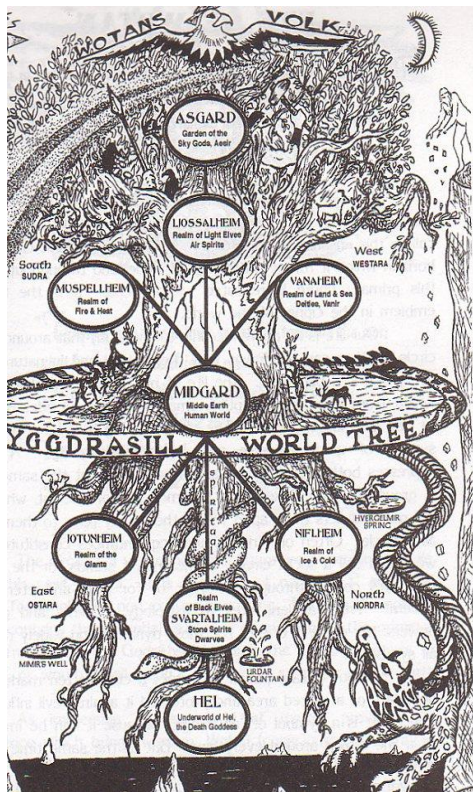 WOTANS VOLK
ASGARD
Garden of the
Sky Gods, Aesir
LIOSSALHEIM
Realm of Light Elves
Air Spirits
South
SUDRA
West
WESTARA
MUSPELLHEIM
Realm of
Fire & Heat
VANAHEIM
Realm of Land & Sea
Deities, Vanir
MIDGARD
Middle Earth
Human World
YGGDRASILL WORLD TREE
spiritual
HVERGELMIR
SPRING
JOTUNHEIM
Realm of the
Giants
NIFLHEIM
Realm of
Ice & Cold
East
OSTARA
North
NORDRA
Realm
of Black Elves
SVARTALHEIM
Stone Spirits
Dwarves
MIMIRS WELL
URDAR
FOUNTAIN
HEL
Underworld of Hel,
the Death Goddess